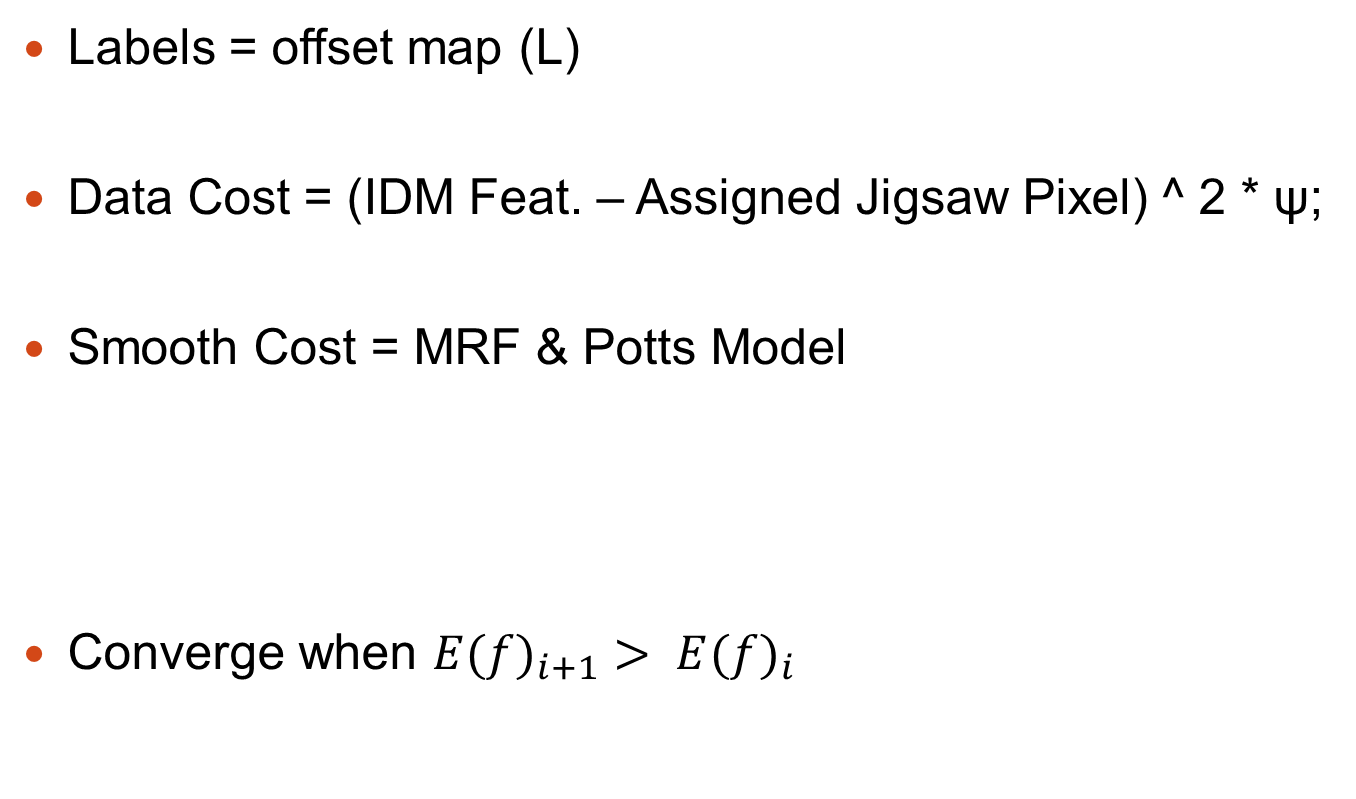 • Labels = offset map (L)
• Data Cost = (IDM Feat. – Assigned Jigsaw Pixel) ^ 2 * ψ;
• Smooth Cost = MRF & Potts Model
• Converge when 𝐸(𝑓)ᵢ₊₁ > 𝐸(𝑓)ᵢ